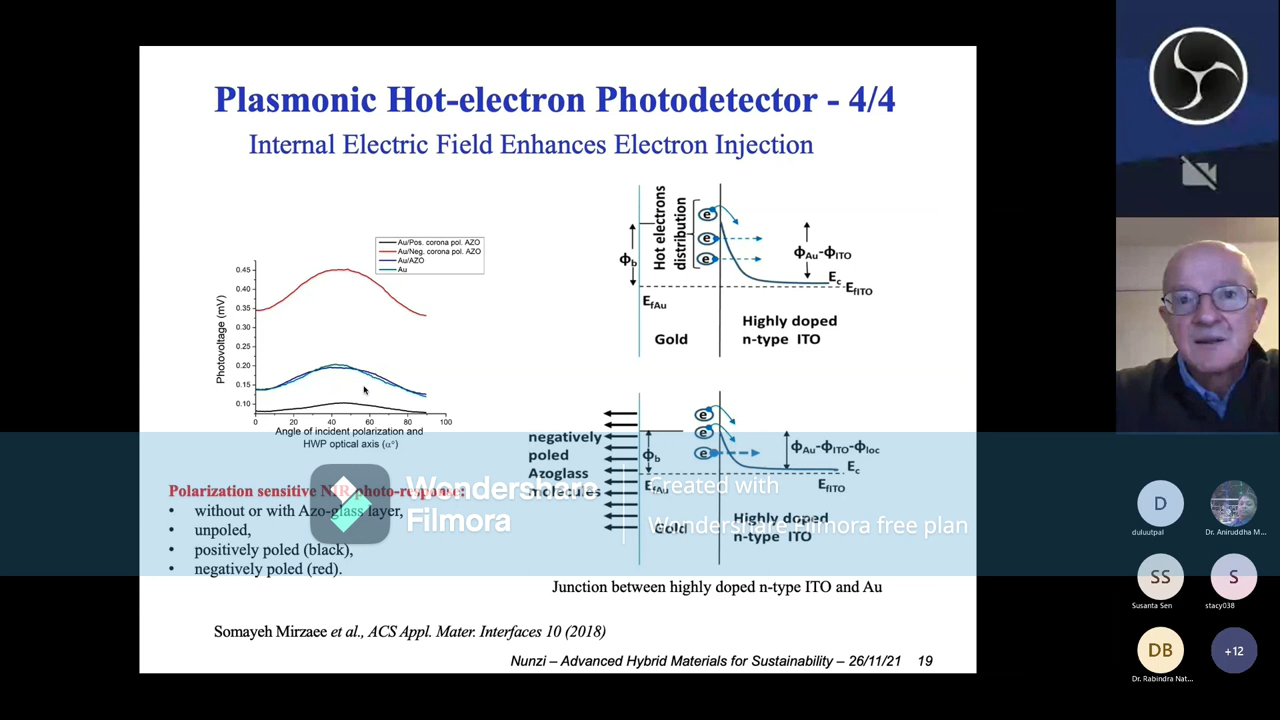 Plasmonic Hot-electron Photodetector - 4/4
Internal Electric Field Enhances Electron Injection
Au/Pos. corona pol. AZO
Au/Neg. corona pol. AZO
Au/AZO
Au
Photovoltage (mV)
0.45
0.40
0.35
0.30
0.25
0.20
0.15
0.10
0
20
40
60
80
100
Angle of incident polarization and
HWP optical axis (α°)
Hot electrons
distribution
e
e
e
Φb
ΦAu-ΦITO
Ec
EfITO
EfAu
Gold
Highly doped
n-type ITO
negatively
poled
Azoglass
molecules
e
e
e
Φb
ΦAu-ΦITO-Φloc
Ec
EfITO
EfAu
Gold
Highly doped
n-type ITO
Junction between highly doped n-type ITO and Au
Polarization sensitive NIR photo-response:
• without or with Azo-glass layer,
• unpoled,
• positively poled (black),
• negatively poled (red).
Wondershare
Filmora
Created with
Wondershare Filmora free plan
Somayeh Mirzaee et al., ACS Appl. Mater. Interfaces 10 (2018)
Nunzi – Advanced Hybrid Materials for Sustainability – 26/11/21 19
D
duluutpal
Dr. Aniruddha M...
SS
Susanta Sen
S
stacy038
DB
Dr. Rabindra Nat...
+12